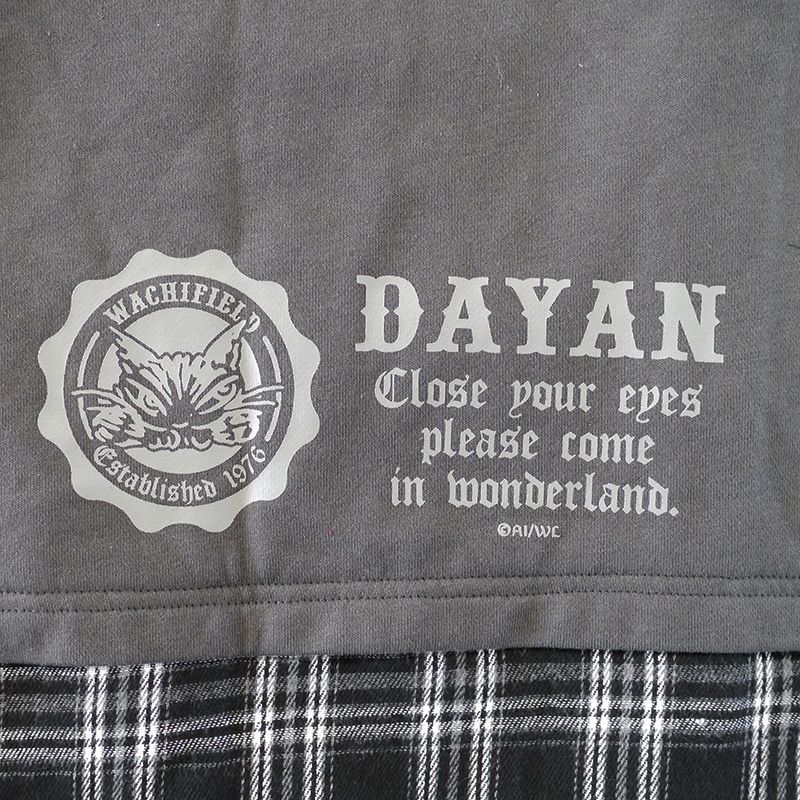 WACHIFIELD
Established 1976
DAYAN
Close your eyes
please come
in wonderland.
©AI/WC